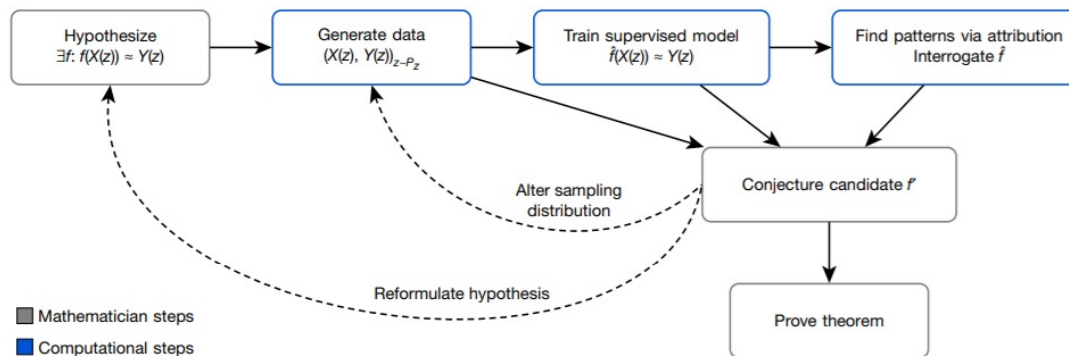 Hypothesize
∃f: f(X(z)) ≈ Y(z)
Generate data
(X(z), Y(z))z~Pz
Train supervised model
f̂(X(z)) ≈ Y(z)
Find patterns via attribution
Interrogate f̂
Conjecture candidate f′
Alter sampling
distribution
Reformulate hypothesis
Prove theorem
Mathematician steps
Computational steps